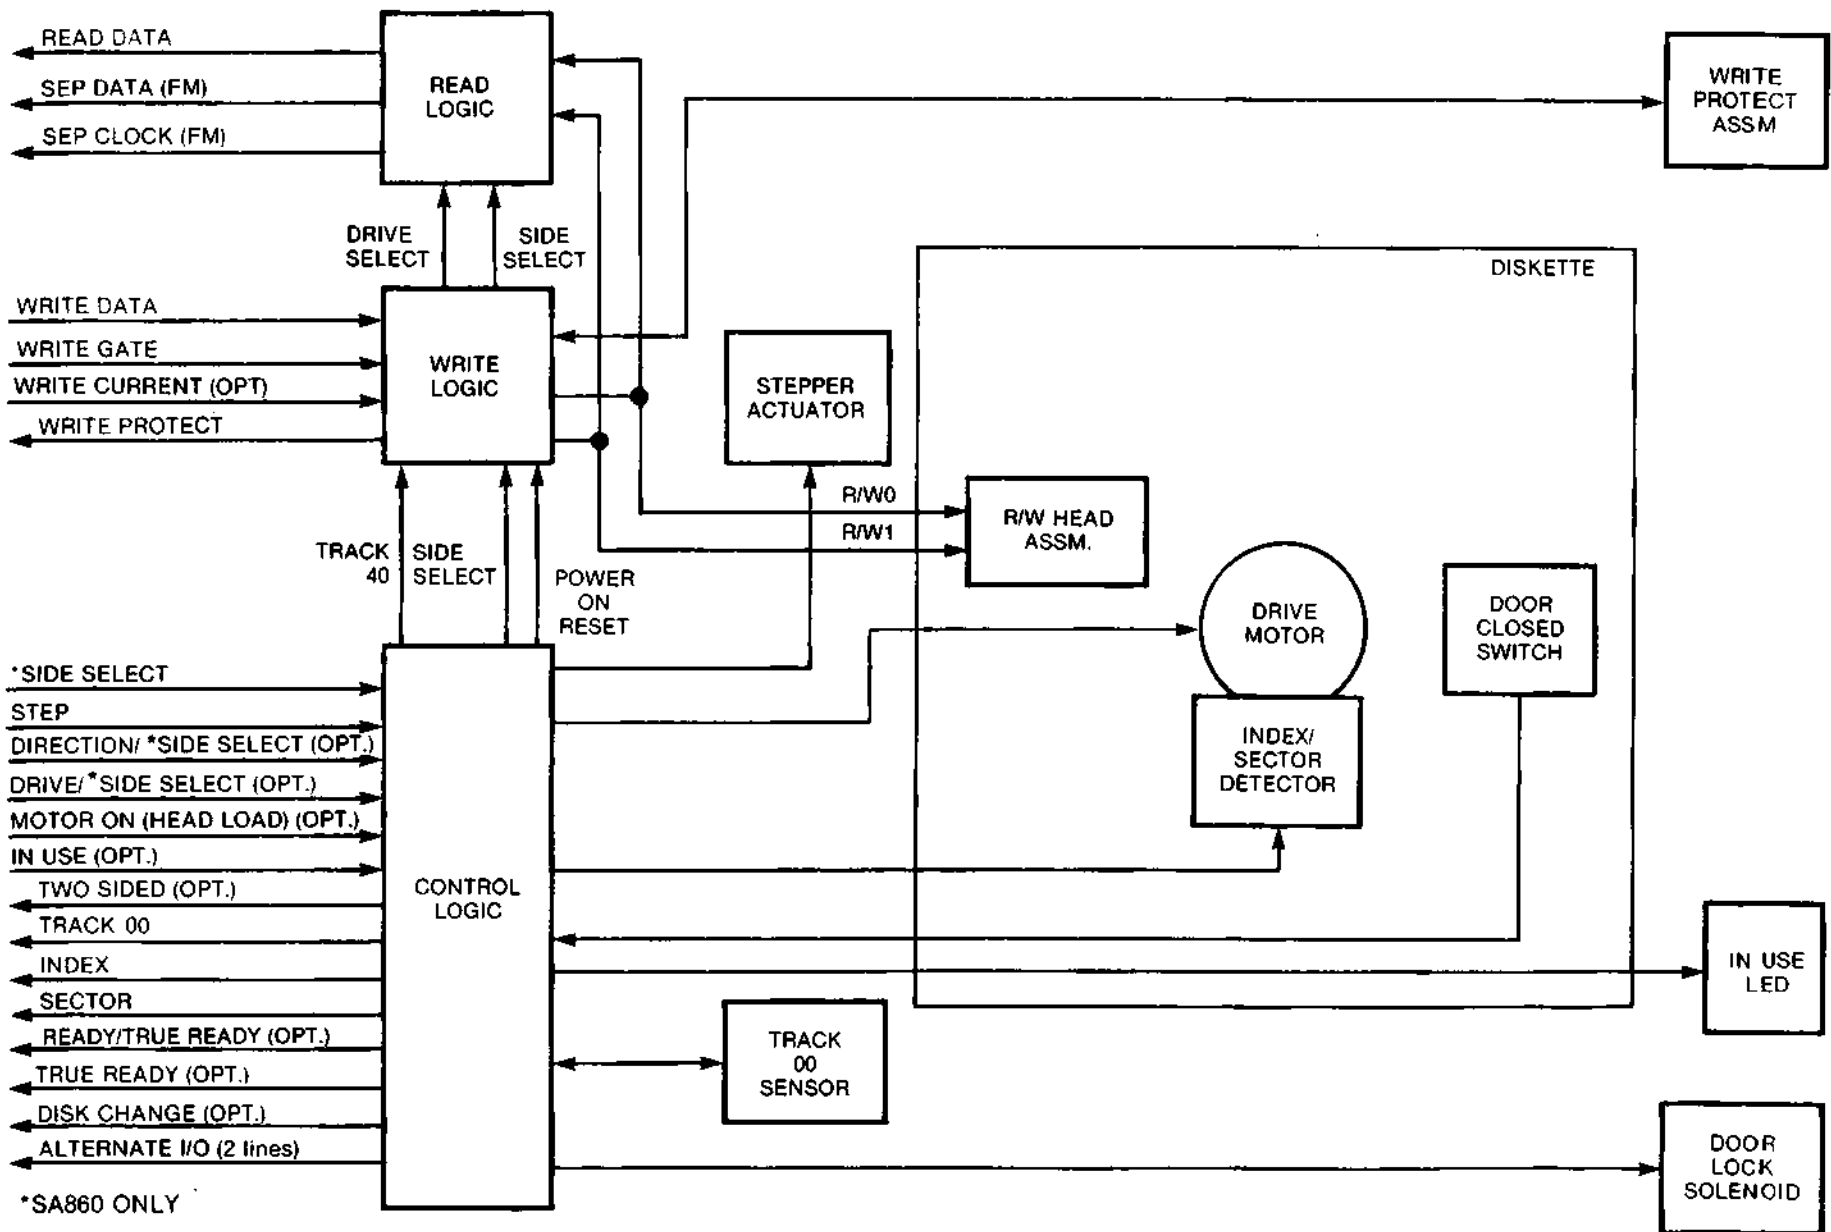 READ DATA
SEP DATA (FM)
SEP CLOCK (FM)
READ
LOGIC
WRITE
PROTECT
ASSM
DRIVE
SELECT
SIDE
SELECT
DISKETTE
WRITE DATA
WRITE GATE
WRITE CURRENT (OPT)
WRITE PROTECT
WRITE
LOGIC
STEPPER
ACTUATOR
R/W0
R/W1
R/W HEAD
ASSM.
TRACK
40
SIDE
SELECT
POWER
ON
RESET
DRIVE
MOTOR
DOOR
CLOSED
SWITCH
INDEX/
SECTOR
DETECTOR
*SIDE SELECT
STEP
DIRECTION/ *SIDE SELECT (OPT.)
DRIVE/ *SIDE SELECT (OPT.)
MOTOR ON (HEAD LOAD) (OPT.)
IN USE (OPT.)
TWO SIDED (OPT.)
TRACK 00
INDEX
SECTOR
READY/TRUE READY (OPT.)
TRUE READY (OPT.)
DISK CHANGE (OPT.)
ALTERNATE I/O (2 lines)
CONTROL
LOGIC
IN USE
LED
TRACK
00
SENSOR
DOOR
LOCK
SOLENOID
*SA860 ONLY